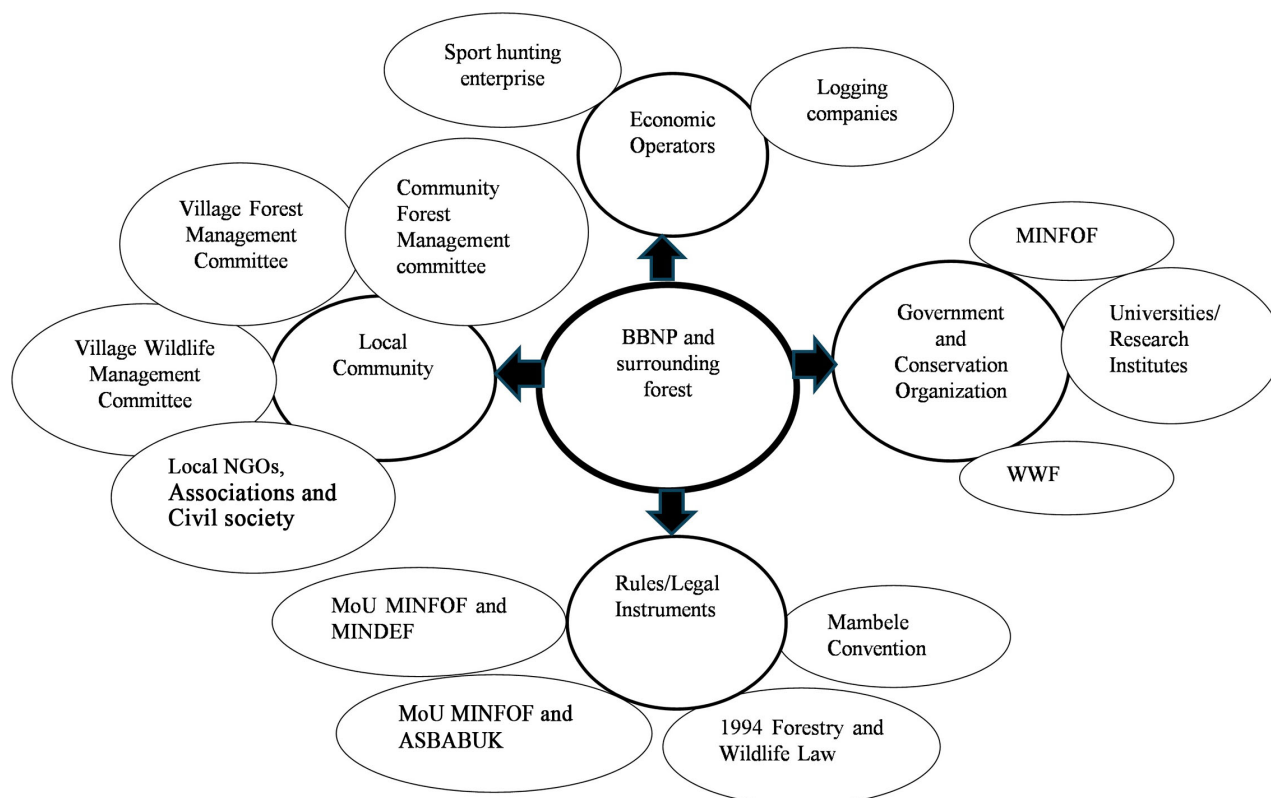 Sport hunting
enterprise
Logging
companies
Economic
Operators
Community
Forest
Management
committee
Village Forest
Management
Committee
MINFOF
Universities/
Research
Institutes
Government
and
Conservation
Organization
BBNP and
surrounding
forest
Local
Community
Village Wildlife
Management
Committee
Local NGOs,
Associations and
Civil society
WWF
Rules/Legal
Instruments
MoU MINFOF and
MINDEF
Mambele
Convention
MoU MINFOF and
ASBABUK
1994 Forestry and
Wildlife Law